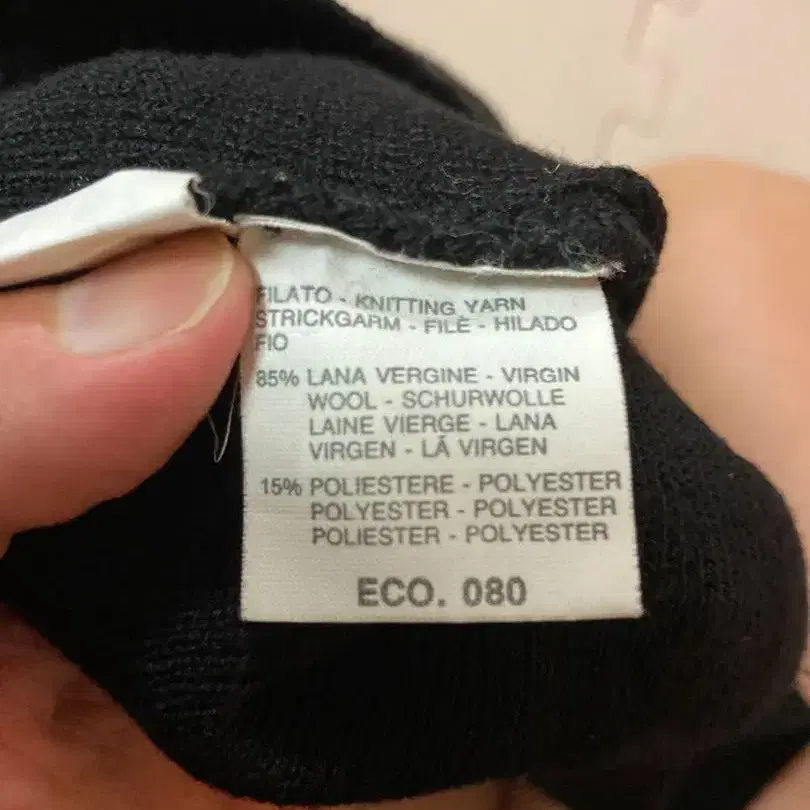 FILATO - KNITTING YARN
STRICKGARM - FILÈ - HILADO
FIO
85% LANA VERGINE - VIRGIN
WOOL - SCHURWOLLE
LAINE VIERGE - LANA
VIRGEN - LÃ VIRGEN
15% POLIESTERE - POLYESTER
POLYESTER - POLYESTER
POLIESTER - POLYESTER
ECO. 080